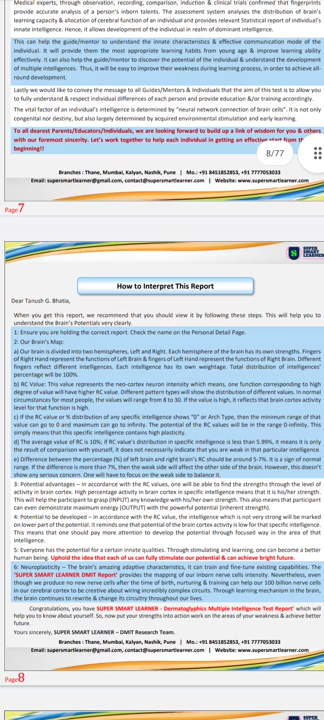 Medical experts, through observation, recording, comparison, induction & clinical trials confirmed that fingerprints
provide accurate analysis of a person's inborn talents. The assessment system analyses the distribution of brain's
learning capacity & allocation of cerebral function of an individual and provides relevant Statistical report of individual's
innate intelligence. Hence, it allows development of the individual in realm of dominant intelligence.
This can help the guide/mentor to understand the innate characteristics & effective communication mode of the
individual. It will provide them the most appropriate learning habits from young age & improve learning ability
effectively. It can also help the guide/mentor to discover the potential of the individual & understand the development
of multiple intelligences. Thus, it will be easy to improve their weakness during learning process, in order to achieve all-
round development.
Lastly we would like to convey the message to all Guides/Mentors & Individuals that the aim of this test is to allow you
to fully understand & respect individual differences of each person and provide education &/or training accordingly.
The vital factor of an individual's intelligence is determined by "neural network connection of brain cells". It is not only
congenital nor destiny, but also largely determined by acquired environmental stimulation and early learning.
To all dearest Parents/Educators/Individuals, we are looking forward to build up a link of wisdom for you & others
with our foremost sincerity. Let's work together to help each individual in getting an effective start from
beginning!!
8/77
Branches : Thane, Mumbai, Kalyan, Nashik, Pune | Mo.: +91 8451852853, +91 7777053033
Email: supersmartlearner@gmail.com, contact@supersmartlearner.com | Website: www.supersmartlearner.com
Page7
SUPER
SMART
LEARNER
How to Interpret This Report
Dear Tanush G. Bhatia,
When you get this report, we recommend that you should view it by following these steps. This will help you to
understand the Brain's Potentials very clearly.
1: Ensure you are holding the correct report. Check the name on the Personal Detail Page.
2: Our Brain's Map:
a) Our brain is divided into two hemispheres, Left and Right. Each hemisphere of the brain has its own strengths. Fingers
of Right Hand represent the functions of Left Brain & fingers of Left Hand represent the functions of Right Brain. Different
fingers reflect different intelligences. Each intelligence has its own weightage. Total distribution of intelligences'
percentage will be 100%.
b) RC Value: This value represents the neo-cortex neuron intensity which means, one function corresponding to high
degree of value will have higher RC value. Different pattern types will show the distribution of different values. In normal
circumstances for most people, the values will range from 8 to 30. If the value is high, it reflects that brain cortex activity
level for that function is high.
c) If the RC value or % distribution of any specific intelligence shows "0" or Arch Type, then the minimum range of that
value can go to 0 and maximum can go to infinity. The potential of the RC values will be in the range 0-infinity. This
simply means that this specific intelligence contains high plasticity.
d) The average value of RC is 10%; if RC value's distribution in specific intelligence is less than 5.99%, it means it is only
the result of comparison with yourself, it does not necessarily indicate that you are weak in that particular intelligence.
e) Difference between the percentage (%) of left brain and right brain's RC should be around 5-7%. It is a sign of normal
range. If the difference is more than 7%, then the weak side will affect the other side of the brain. However, this doesn't
show any serious concern. One will have to focus on the weak side to balance it.
3: Potential advantages – In accordance with the RC values, one will be able to find the strengths through the level of
activity in brain cortex. High percentage activity in brain cortex in specific intelligence means that it is his/her strength.
This will help the participant to grasp (INPUT) any knowledge with his/her own strength. This also means that participant
can even demonstrate maximum energy (OUTPUT) with the powerful potential (inherent strength).
4: Potential to be developed – in accordance with RC value, the intelligence which is not very strong will be marked
on lower part of the potential. It reminds one that potential of the brain cortex activity is low for that specific intelligence.
This means that one should pay more attention to develop the potential through focused way in the area of that
intelligence.
5: Everyone has the potential for a certain innate qualities. Through stimulating and learning, one can become a better
human being. Uphold the idea that each of us can fully stimulate our potential & can achieve bright future.
6: Neuroplasticity – The brain's amazing adaptive characteristics, it can train and fine-tune existing capabilities. The
'SUPER SMART LEARNER DMIT Report' provides the mapping of our inborn nerve cells intensity. Nevertheless, even
though we produce no new nerve cells after the time of birth, nurturing & training can help our 100 billion nerve cells
in our cerebral cortex to be creative about wiring incredibly complex circuits. Through learning mechanism in the brain,
the brain continues to rewrite & change its circuitry throughout our lives.
Congratulations, you have SUPER SMART LEARNER - Dermatoglyphics Multiple Intelligence Test Report' which will
help you to know about yourself. So, now put your strengths into action work on the areas of your weakness & achieve better
future.
Yours sincerely, SUPER SMART LEARNER – DMIT Research Team.
Branches : Thane, Mumbai, Kalyan, Nashik, Pune | Mo.: +91 8451852853, +91 7777053033
Email: supersmartlearner@gmail.com, contact@supersmartlearner.com | Website: www.supersmartlearner.com
Page8